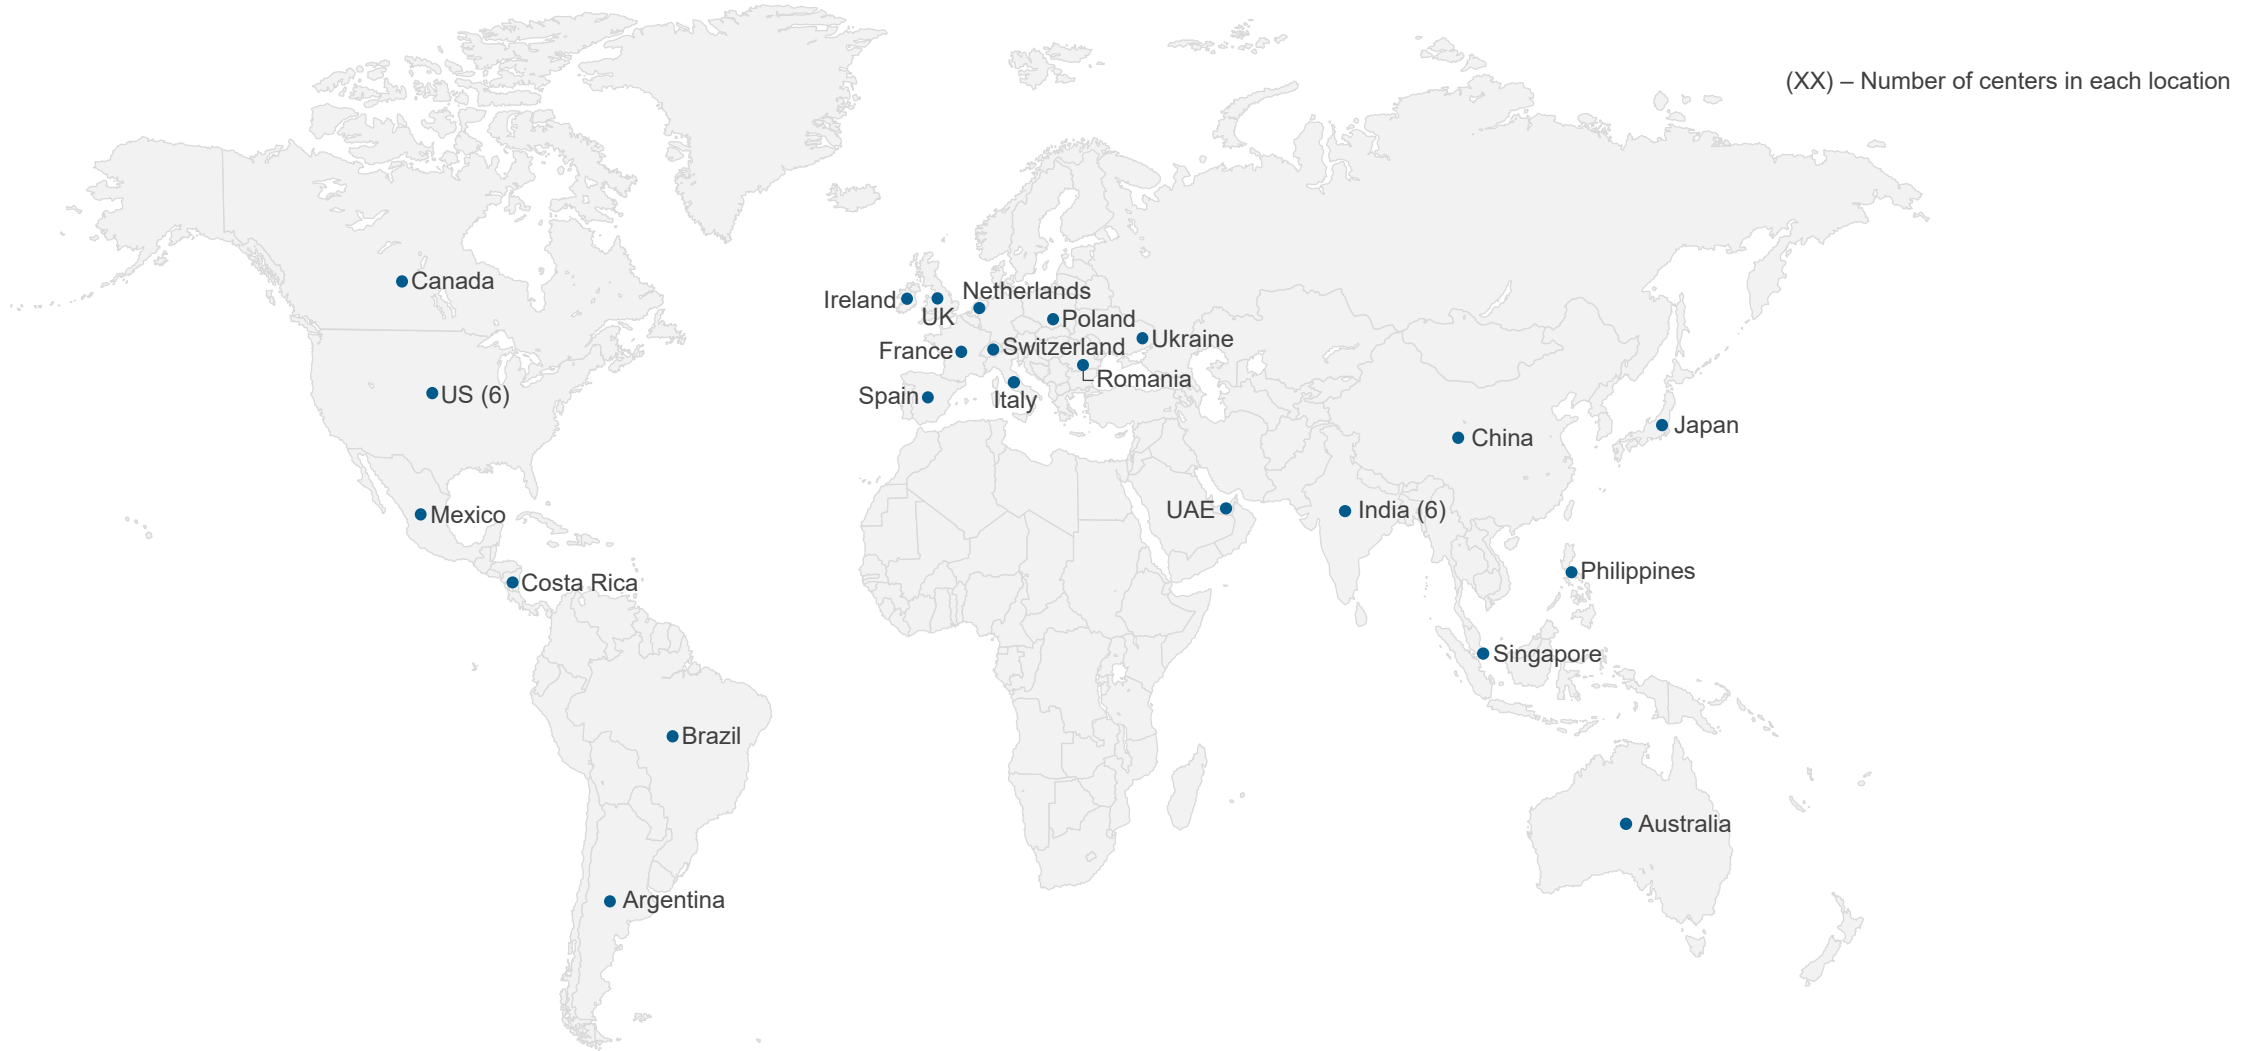 (XX) – Number of centers in each location
Canada
Ireland
UK
Netherlands
Poland
Ukraine
France
Switzerland
Romania
Spain
Italy
US (6)
Japan
China
Mexico
UAE
India (6)
Costa Rica
Philippines
Singapore
Brazil
Australia
Argentina